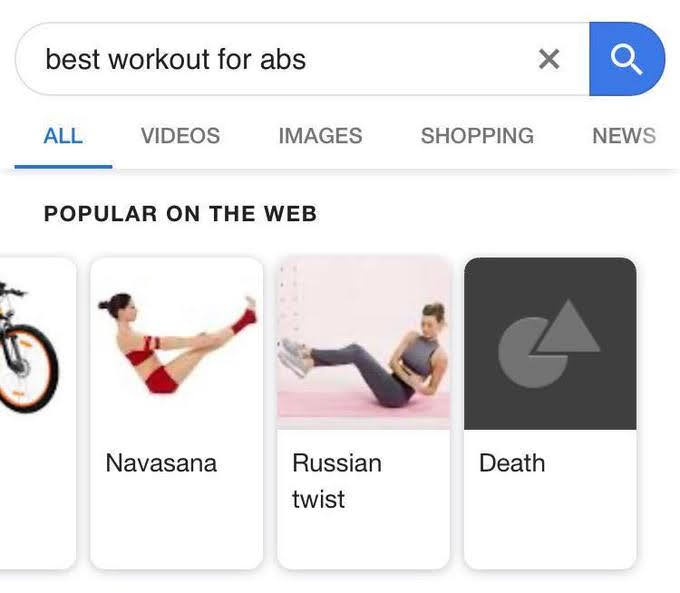 best workout for abs
ALL VIDEOS IMAGES SHOPPING NEWS
POPULAR ON THE WEB
Navasana
Russian
twist
Death